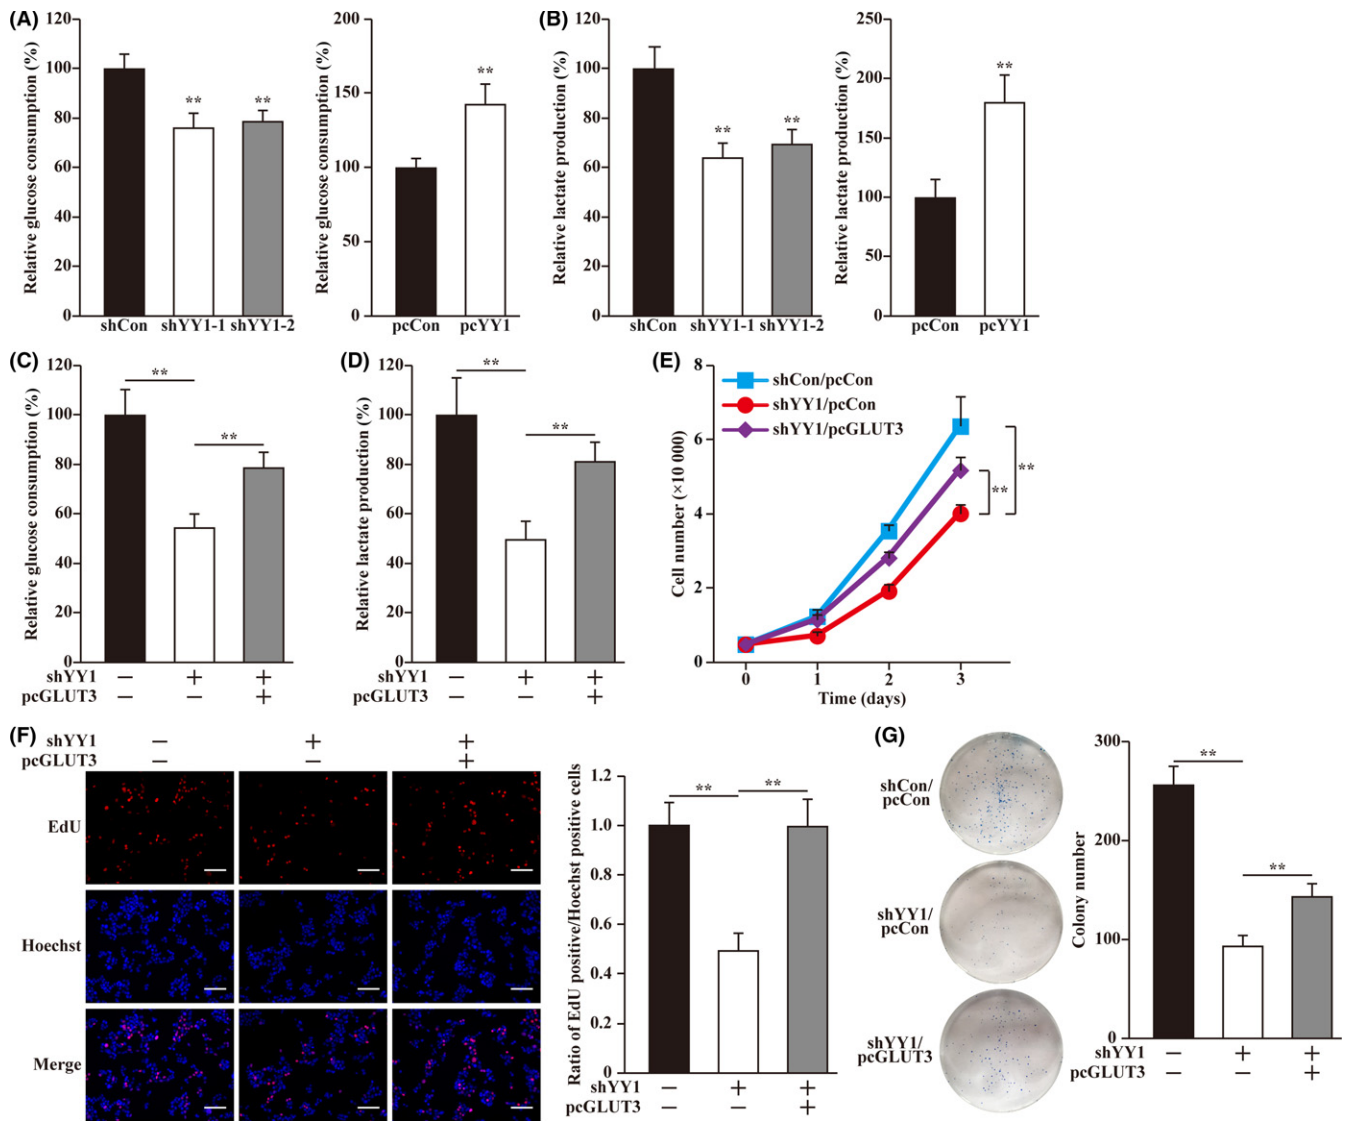 (A)
Relative glucose consumption (%)
120
100
80
60
40
20
0
**
**
shCon shYY1-1 shYY1-2
Relative glucose consumption (%)
200
150
100
50
0
**
pcCon pcYY1
(B)
Relative lactate production (%)
120
100
80
60
40
20
0
**
**
shCon shYY1-1 shYY1-2
Relative lactate production (%)
250
200
150
100
50
0
**
pcCon pcYY1
(C)
Relative glucose consumption (%)
120
100
80
60
40
20
0
**
**
shYY1 − + +
pcGLUT3 − − +
(D)
Relative lactate production (%)
120
100
80
60
40
20
0
**
**
shYY1 − + +
pcGLUT3 − − +
(E)
Cell number (×10 000)
8
6
4
2
0
shCon/pcCon
shYY1/pcCon
shYY1/pcGLUT3
**
**
0 1 2 3
Time (days)
(F)
shYY1 − + +
pcGLUT3 − − +
EdU
Hoechst
Merge
Ratio of EdU positive/Hoechst positive cells
1.2
1.0
0.8
0.6
0.4
0.2
0
**
**
shYY1 − + +
pcGLUT3 − − +
(G)
shCon/
pcCon
shYY1/
pcCon
shYY1/
pcGLUT3
Colony number
300
200
100
0
**
**
shYY1 − + +
pcGLUT3 − − +